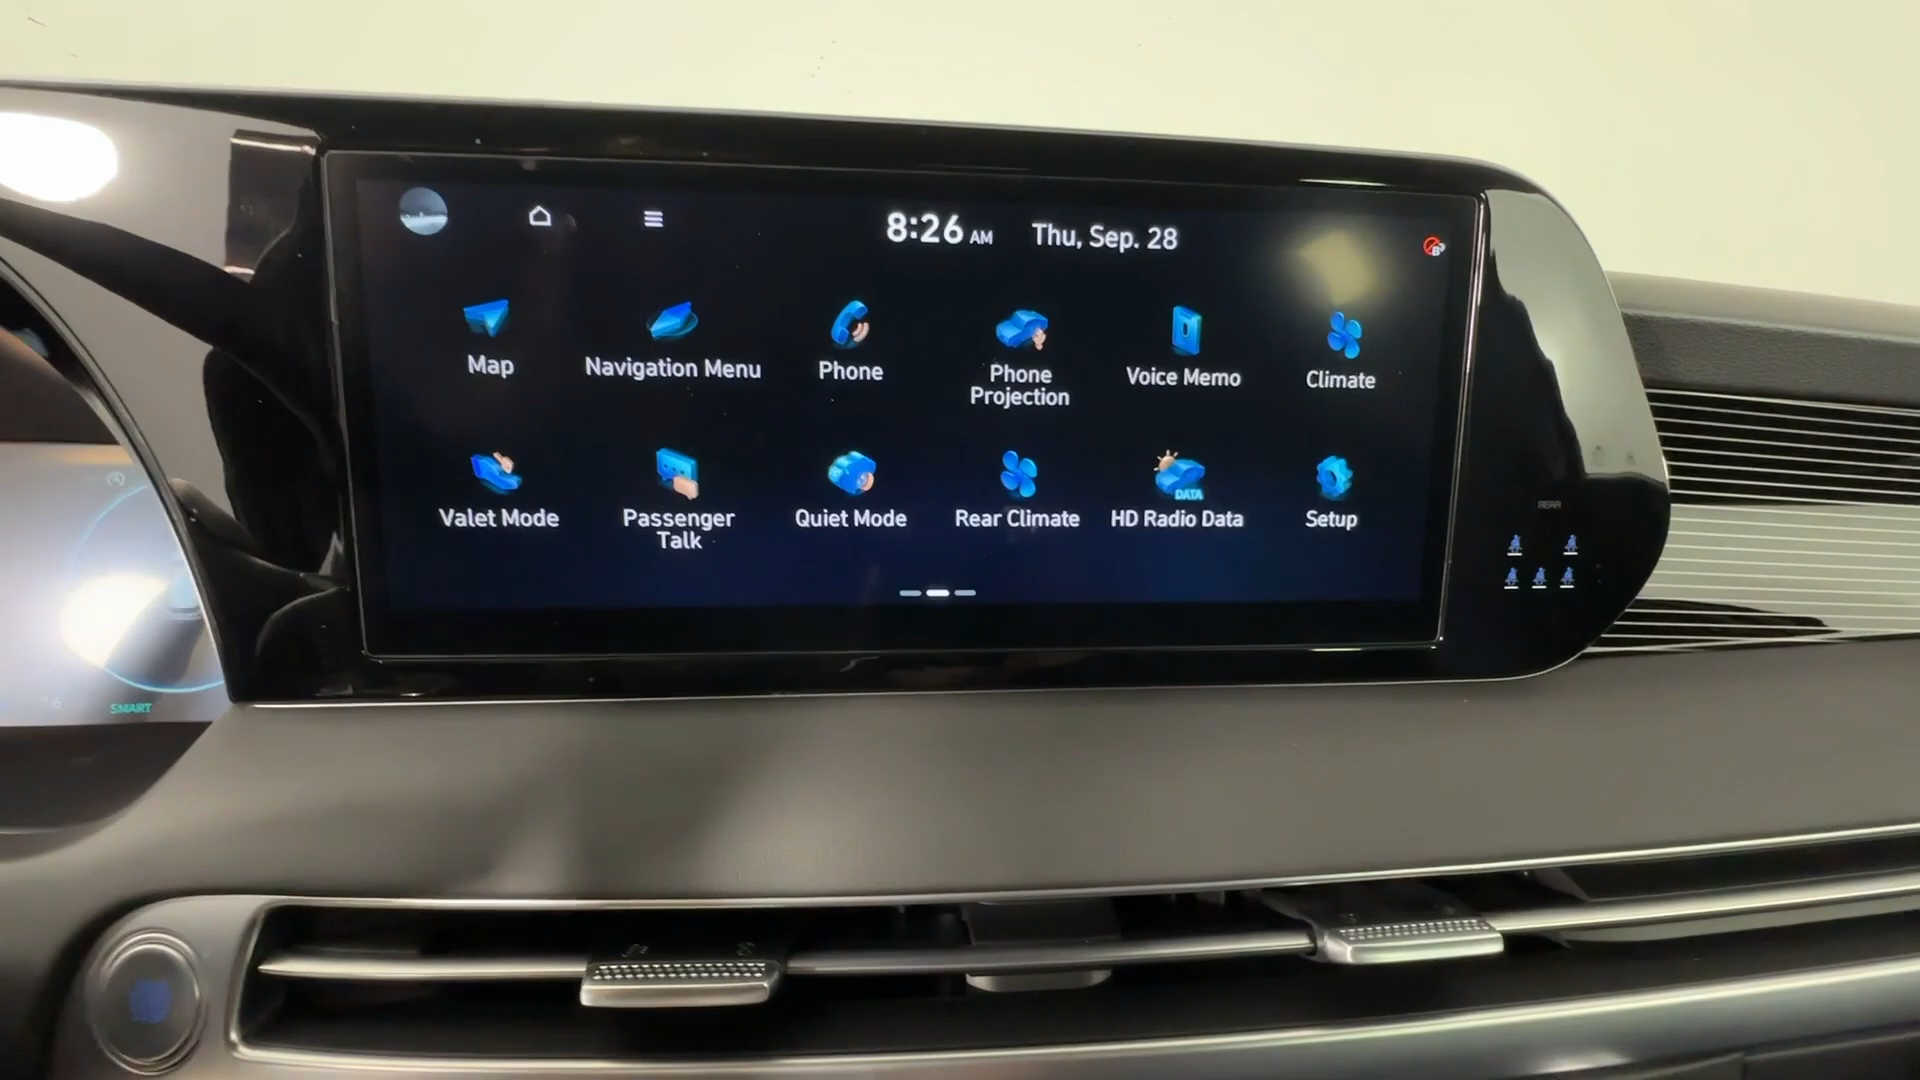 8:26 AM Thu, Sep. 28
Map
Navigation Menu
Phone
Phone
Projection
Voice Memo
Climate
Valet Mode
Passenger
Talk
Quiet Mode
Rear Climate
DATA
HD Radio Data
Setup
REAR
SMART